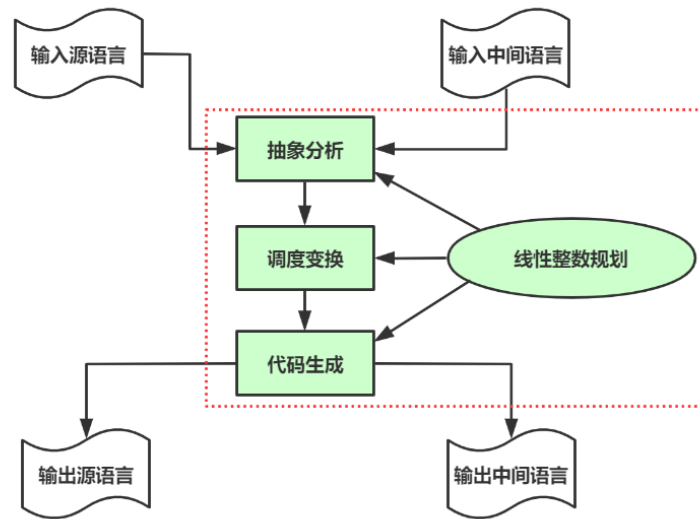 输入源语言
输入中间语言
抽象分析
调度变换
线性整数规划
代码生成
输出源语言
输出中间语言